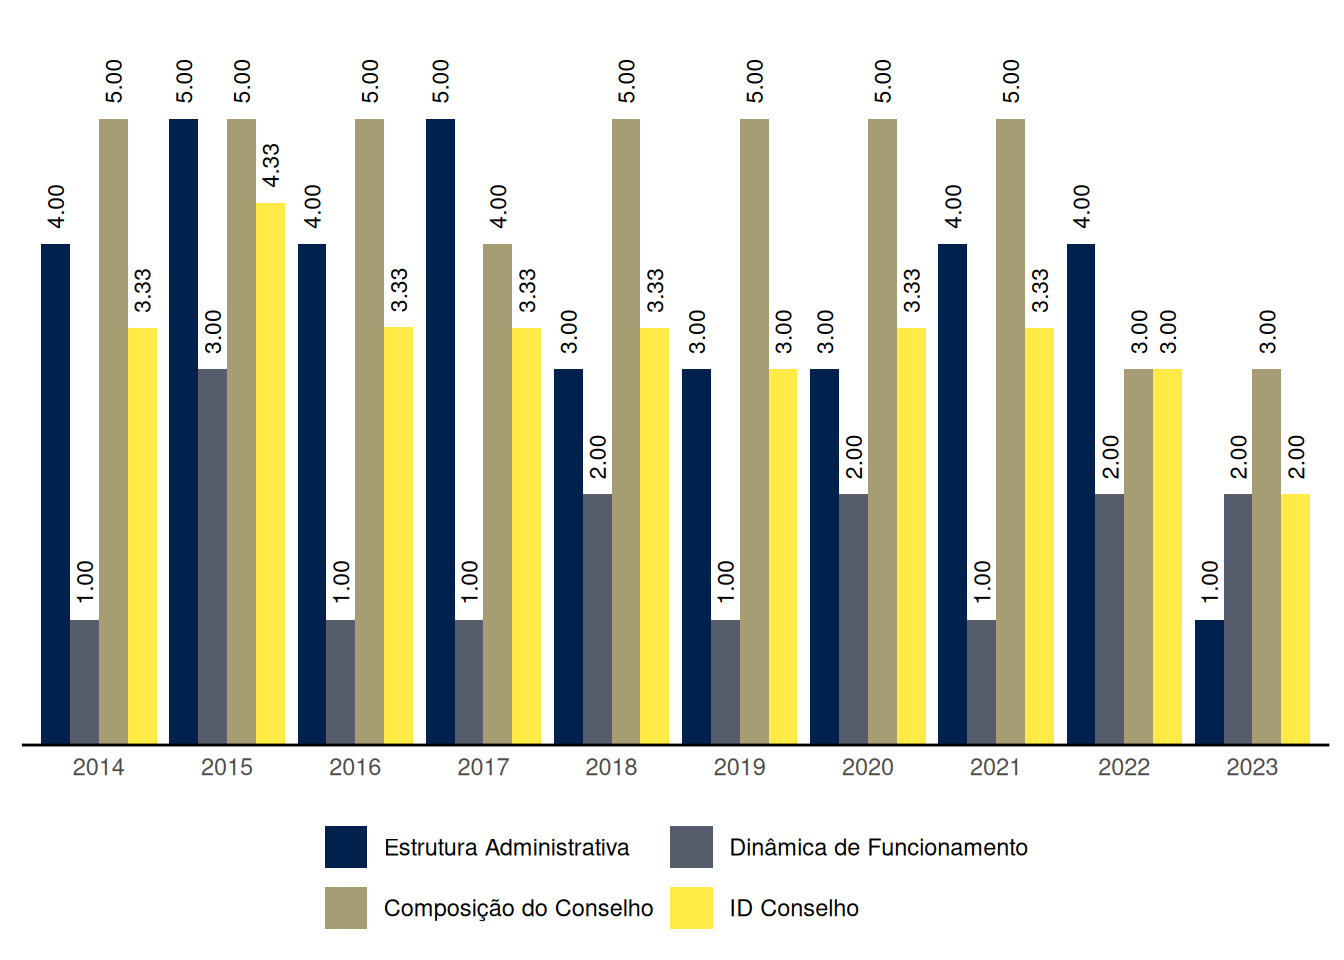 4.00 1.00 5.00 3.33 5.00 3.00 5.00 4.33 4.00 1.00 5.00 3.33 5.00 1.00 4.00 3.33 3.00 2.00 5.00 3.33 3.00 1.00 5.00 3.00 3.00 2.00 5.00 3.33 4.00 1.00 5.00 3.33 4.00 2.00 3.00 3.00 1.00 2.00 3.00 2.00
2014 2015 2016 2017 2018 2019 2020 2021 2022 2023
Estrutura Administrativa Dinâmica de Funcionamento
Composição do Conselho ID Conselho